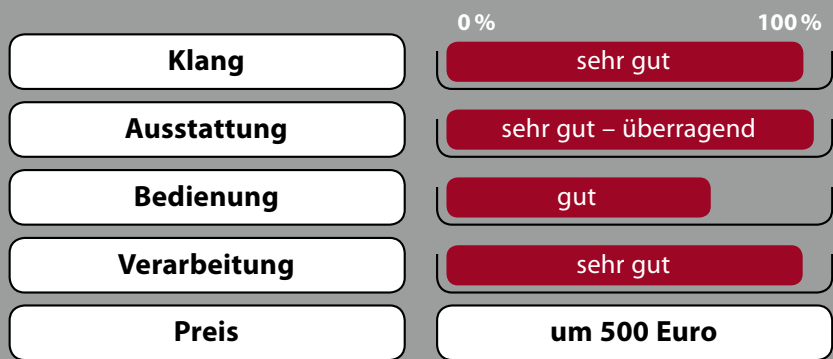 0 % 100 %
Klang sehr gut
Ausstattung sehr gut – überragend
Bedienung gut
Verarbeitung sehr gut
Preis um 500 Euro